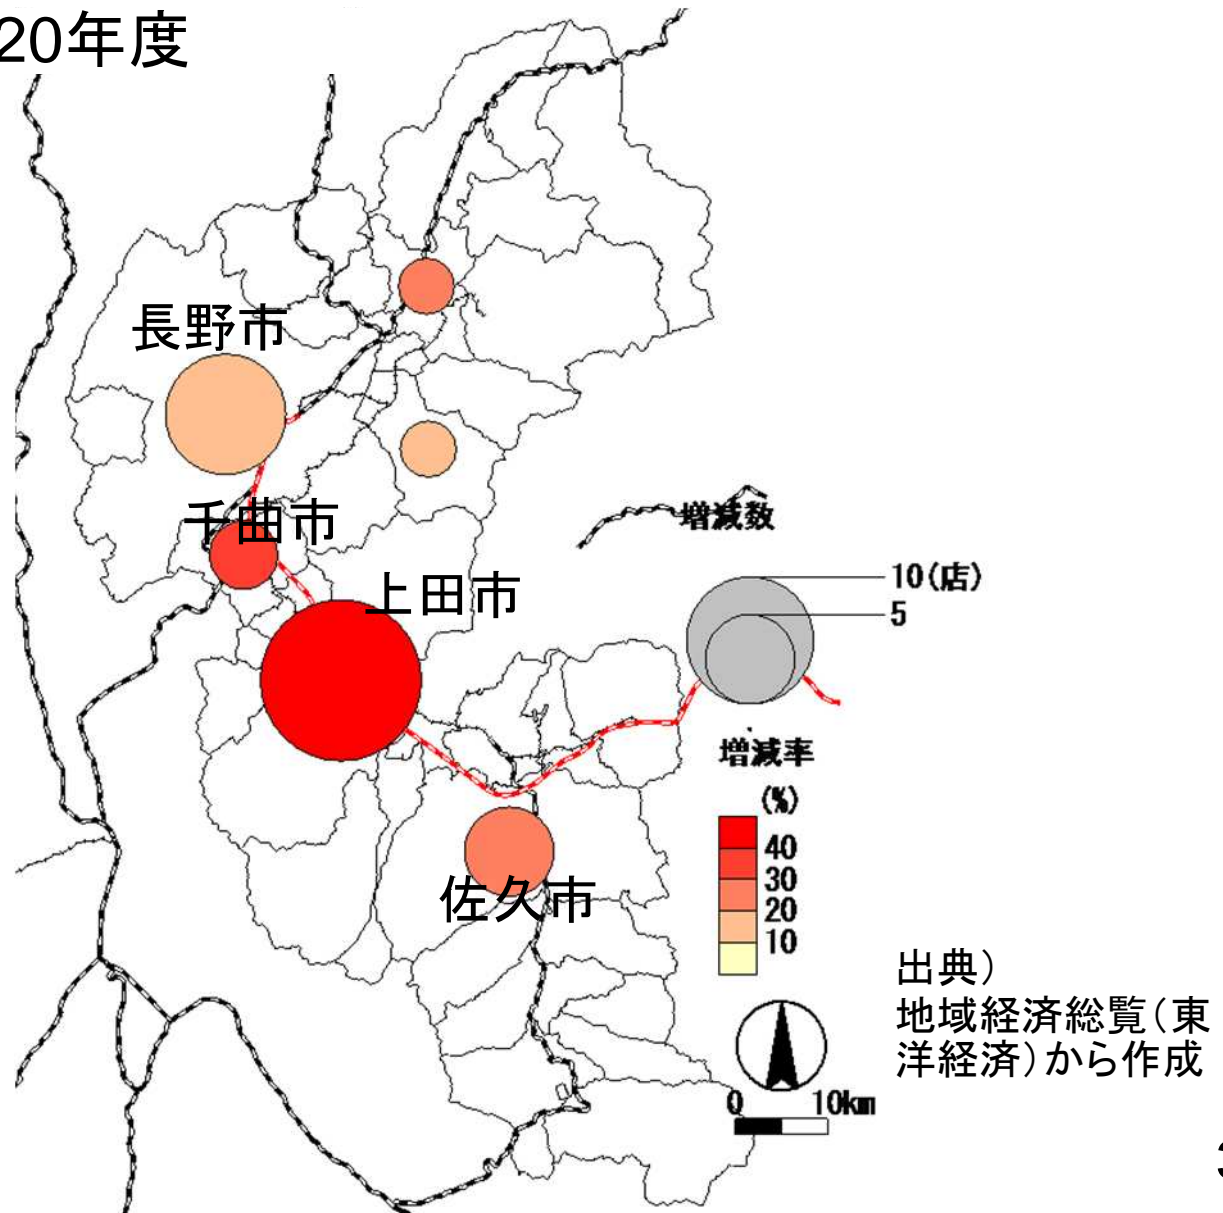 20年度
長野市
千曲市
上田市
佐久市
増減数
10(店)
5
増減率
(%)
40
30
20
10
0 10km
出典）
地域経済総覧（東
洋経済）から作成